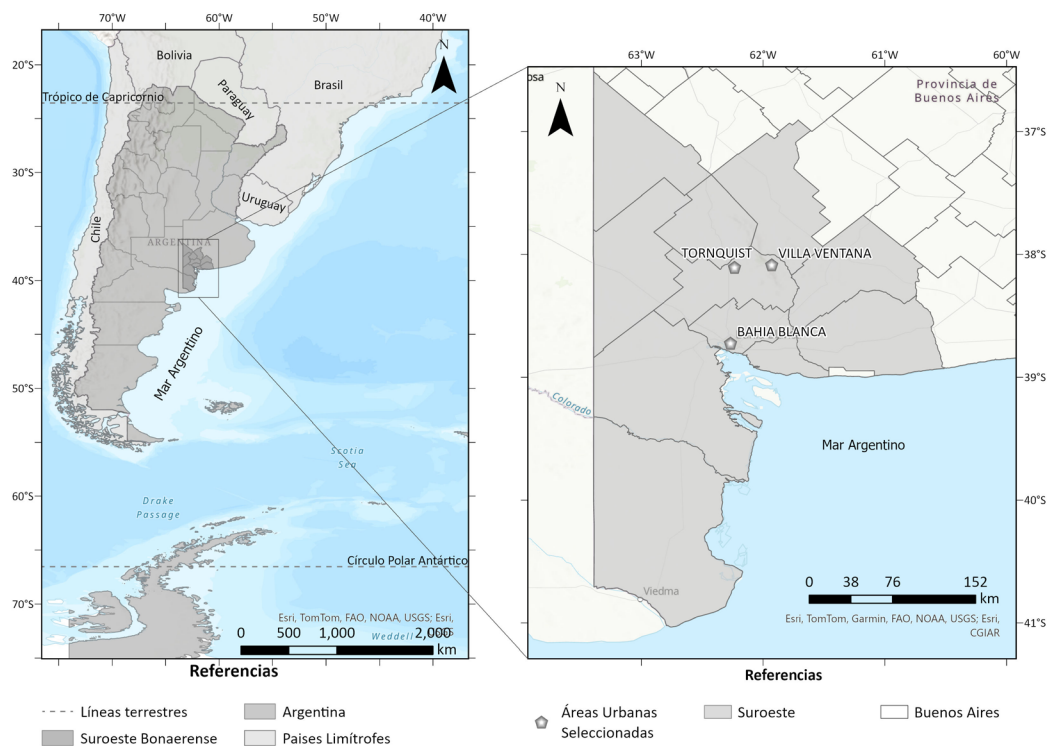 70°W
60°W
50°W
40°W
20°S
30°S
40°S
50°S
60°S
70°S
N
Bolivia
Paraguay
Brasil
Trópico de Capricornio
Uruguay
Chile
ARGENTINA
Mar Argentino
Scotia
Sea
Drake
Passage
Círculo Polar Antártico
Esri, TomTom, FAO, NOAA, USGS; Esri,
USGS
Weddell
0 500 1,000 2,000
km
Referencias
Líneas terrestres
Argentina
Suroeste Bonaerense
Paises Limítrofes
63°W
62°W
61°W
60°W
37°S
38°S
39°S
40°S
41°S
osa
N
Provincia de
Buenos Aires
TORNQUIST
VILLA VENTANA
BAHIA BLANCA
Colorado
Mar Argentino
Viedma
0 38 76 152
km
Esri, TomTom, Garmin, FAO, NOAA, USGS; Esri,
CGIAR
Referencias
Áreas Urbanas
Seleccionadas
Suroeste
Buenos Aires